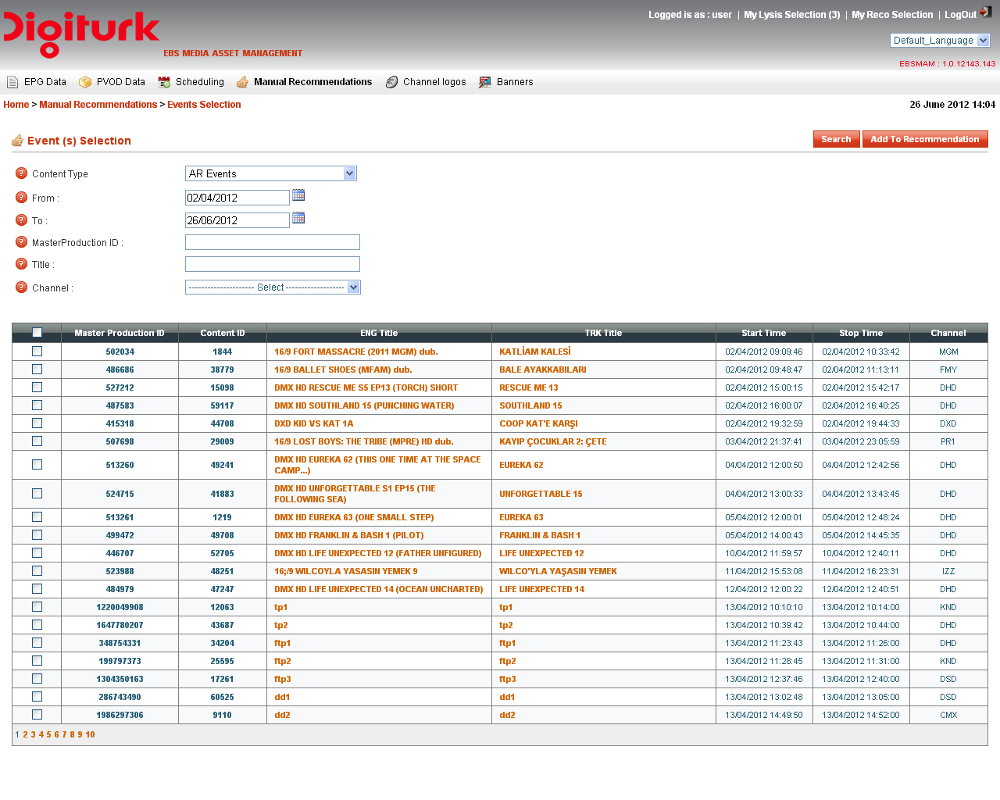 Digiturk
EBS MEDIA ASSET MANAGEMENT
Logged is as : user | My Lysis Selection (3) | My Reco Selection | LogOut
Default_Language
EBSMAM : 1.0.12143.143
EPG Data PVOD Data Scheduling Manual Recommendations Channel logos Banners
Home > Manual Recommendations > Events Selection
26 June 2012 14:04
Event (s) Selection
Search Add To Recommendation
Content Type AR Events
From : 02/04/2012
To : 26/06/2012
MasterProduction ID :
Title :
Channel : -------------------- Select ------------------
Master Production ID Content ID ENG Title TRK Title Start Time Stop Time Channel
502034 1844 16/9 FORT MASSACRE (2011 MGM) dub. KATLİAM KALESİ 02/04/2012 09:09:46 02/04/2012 10:33:42 MGM
486686 38779 16/9 BALLET SHOES (MFAM) dub. BALE AYAKKABILARI 02/04/2012 09:48:47 02/04/2012 11:13:11 FMY
527212 15098 DMX HD RESCUE ME S5 EP13 (TORCH) SHORT RESCUE ME 13 02/04/2012 15:00:15 02/04/2012 15:42:17 DHD
487583 59117 DMX HD SOUTHLAND 15 (PUNCHING WATER) SOUTHLAND 15 02/04/2012 16:00:07 02/04/2012 16:40:25 DHD
415318 44708 DXD KID VS KAT 1A COOP KAT'E KARŞI 02/04/2012 19:32:59 02/04/2012 19:44:33 DXD
507698 29009 16/9 LOST BOYS: THE TRIBE (MPRE) HD dub. KAYIP ÇOCUKLAR 2: ÇETE 03/04/2012 21:37:41 03/04/2012 23:05:59 PR1
513260 49241 DMX HD EUREKA 62 (THIS ONE TIME AT THE SPACE CAMP...) EUREKA 62 04/04/2012 12:00:50 04/04/2012 12:42:56 DHD
524715 41883 DMX HD UNFORGETTABLE S1 EP15 (THE FOLLOWING SEA) UNFORGETTABLE 15 04/04/2012 13:00:33 04/04/2012 13:43:45 DHD
513261 1219 DMX HD EUREKA 63 (ONE SMALL STEP) EUREKA 63 05/04/2012 12:00:01 05/04/2012 12:48:24 DHD
499472 49708 DMX HD FRANKLIN & BASH 1 (PILOT) FRANKLIN & BASH 1 05/04/2012 14:00:43 05/04/2012 14:45:35 DHD
446707 52705 DMX HD LIFE UNEXPECTED 12 (FATHER UNFIGURED) LIFE UNEXPECTED 12 10/04/2012 11:59:57 10/04/2012 12:40:11 DHD
523988 48251 16;/9 WILCOYLA YASASIN YEMEK 9 WILCO'YLA YAŞASIN YEMEK 11/04/2012 15:53:08 11/04/2012 16:23:31 IZZ
484979 47247 DMX HD LIFE UNEXPECTED 14 (OCEAN UNCHARTED) LIFE UNEXPECTED 14 12/04/2012 12:00:22 12/04/2012 12:40:51 DHD
1220049908 12063 tp1 tp1 13/04/2012 10:10:10 13/04/2012 10:14:00 KND
1647780207 43687 tp2 tp2 13/04/2012 10:39:42 13/04/2012 10:44:00 DHD
348754331 34204 ftp1 ftp1 13/04/2012 11:23:43 13/04/2012 11:26:00 DHD
199797373 25595 ftp2 ftp2 13/04/2012 11:28:45 13/04/2012 11:31:00 KND
1304350163 17261 ftp3 ftp3 13/04/2012 12:37:46 13/04/2012 12:40:00 DSD
286743490 60525 dd1 dd1 13/04/2012 13:02:48 13/04/2012 13:05:00 DSD
1986297306 9110 dd2 dd2 13/04/2012 14:49:50 13/04/2012 14:52:00 CMX
1 2 3 4 5 6 7 8 9 10